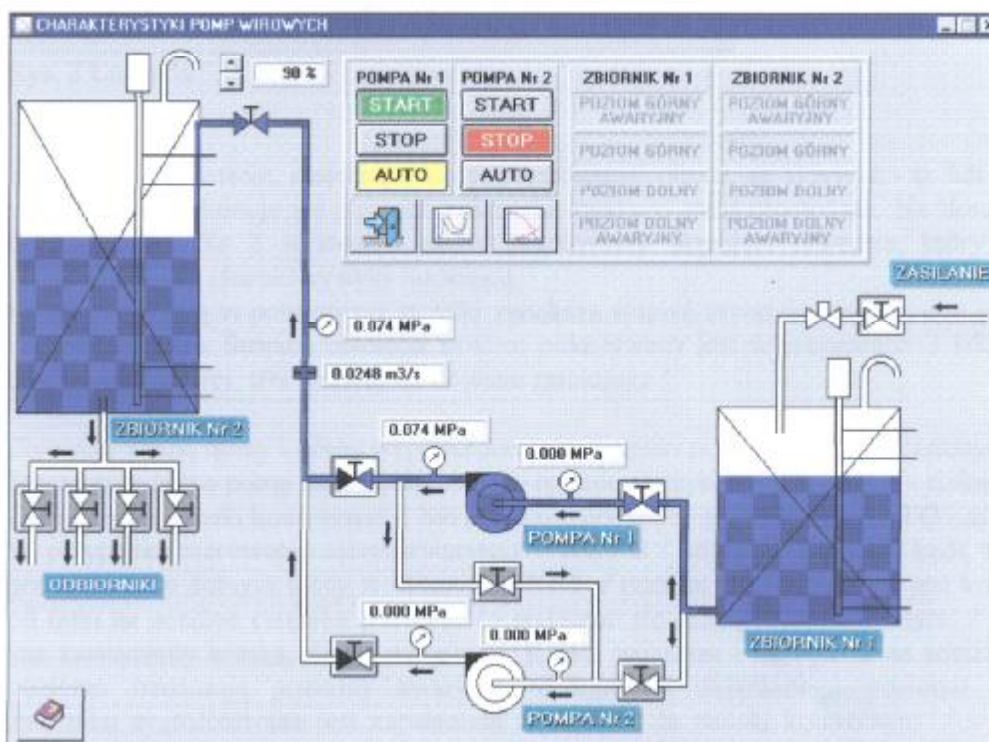 CHARAKTERYSTYKI POMP WIROWYCH
90 %
POMPA Nr 1
START
STOP
AUTO
POMPA Nr 2
START
STOP
AUTO
ZBIORNIK Nr 1
POZIOM GÓRNY
AWARYJNY
POZIOM GÓRNY
POZIOM DOLNY
POZIOM DOLNY
AWARYJNY
ZBIORNIK Nr 2
POZIOM GÓRNY
AWARYJNY
POZIOM GÓRNY
POZIOM DOLNY
POZIOM DOLNY
AWARYJNY
ZASILANIE
0.074 MPa
0.0248 m3/s
ZBIORNIK Nr 2
0.074 MPa
0.000 MPa
POMPA Nr 1
ODBIORNIKI
0.000 MPa
0.000 MPa
ZBIORNIK Nr 1
POMPA Nr 2